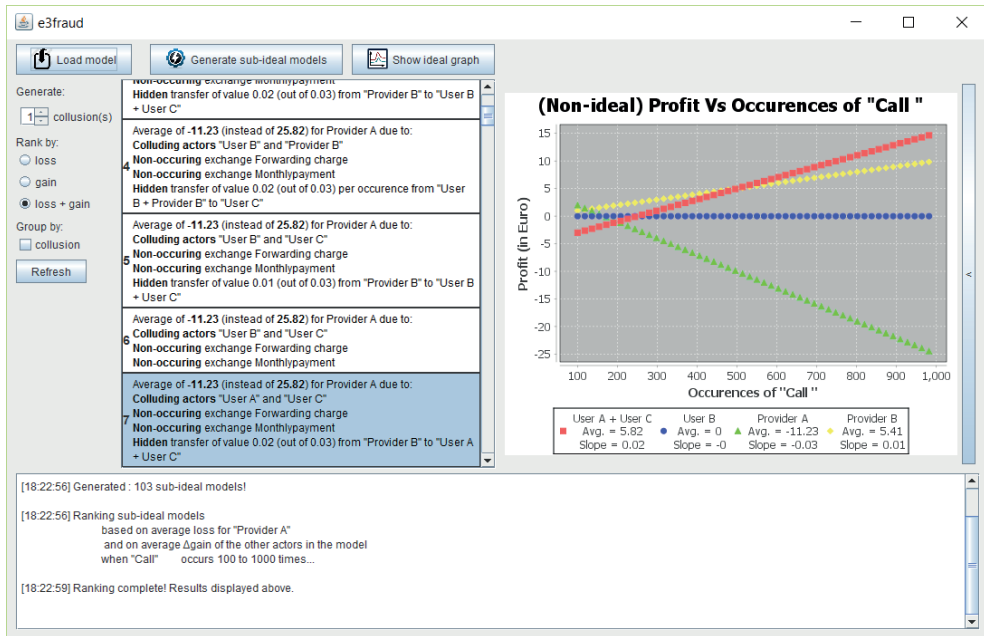 e3fraud
Load model
Generate sub-ideal models
Show ideal graph
Generate:
1 collusion(s)
Rank by:
loss
gain
loss + gain
Group by:
collusion
Refresh
Non-occuring exchange Monthlypayment
Hidden transfer of value 0.02 (out of 0.03) from "Provider B" to "User B
+ User C"
4
Average of -11.23 (instead of 25.82) for Provider A due to:
Colluding actors "User B" and "Provider B"
Non-occuring exchange Forwarding charge
Non-occuring exchange Monthlypayment
Hidden transfer of value 0.02 (out of 0.03) per occurence from "User
B + Provider B" to "User C"
5
Average of -11.23 (instead of 25.82) for Provider A due to:
Colluding actors "User B" and "User C"
Non-occuring exchange Forwarding charge
Non-occuring exchange Monthlypayment
Hidden transfer of value 0.01 (out of 0.03) from "Provider B" to "User B
+ User C"
6
Average of -11.23 (instead of 25.82) for Provider A due to:
Colluding actors "User B" and "User C"
Non-occuring exchange Forwarding charge
Non-occuring exchange Monthlypayment
7
Average of -11.23 (instead of 25.82) for Provider A due to:
Colluding actors "User A" and "User C"
Non-occuring exchange Forwarding charge
Non-occuring exchange Monthlypayment
Hidden transfer of value 0.02 (out of 0.03) from "Provider B" to "User A
+ User C"
(Non-ideal) Profit Vs Occurences of "Call "
Profit (in Euro)
15
10
5
0
-5
-10
-15
-20
-25
100 200 300 400 500 600 700 800 900 1,000
Occurences of "Call "
User A + User C User B Provider A Provider B
Avg. = 5.82 Avg. = 0 Avg. = -11.23 Avg. = 5.41
Slope = 0.02 Slope = -0 Slope = -0.03 Slope = 0.01
<
[18:22:56] Generated : 103 sub-ideal models!
[18:22:56] Ranking sub-ideal models
based on average loss for "Provider A"
and on average Δgain of the other actors in the model
when "Call" occurs 100 to 1000 times...
[18:22:59] Ranking complete! Results displayed above.